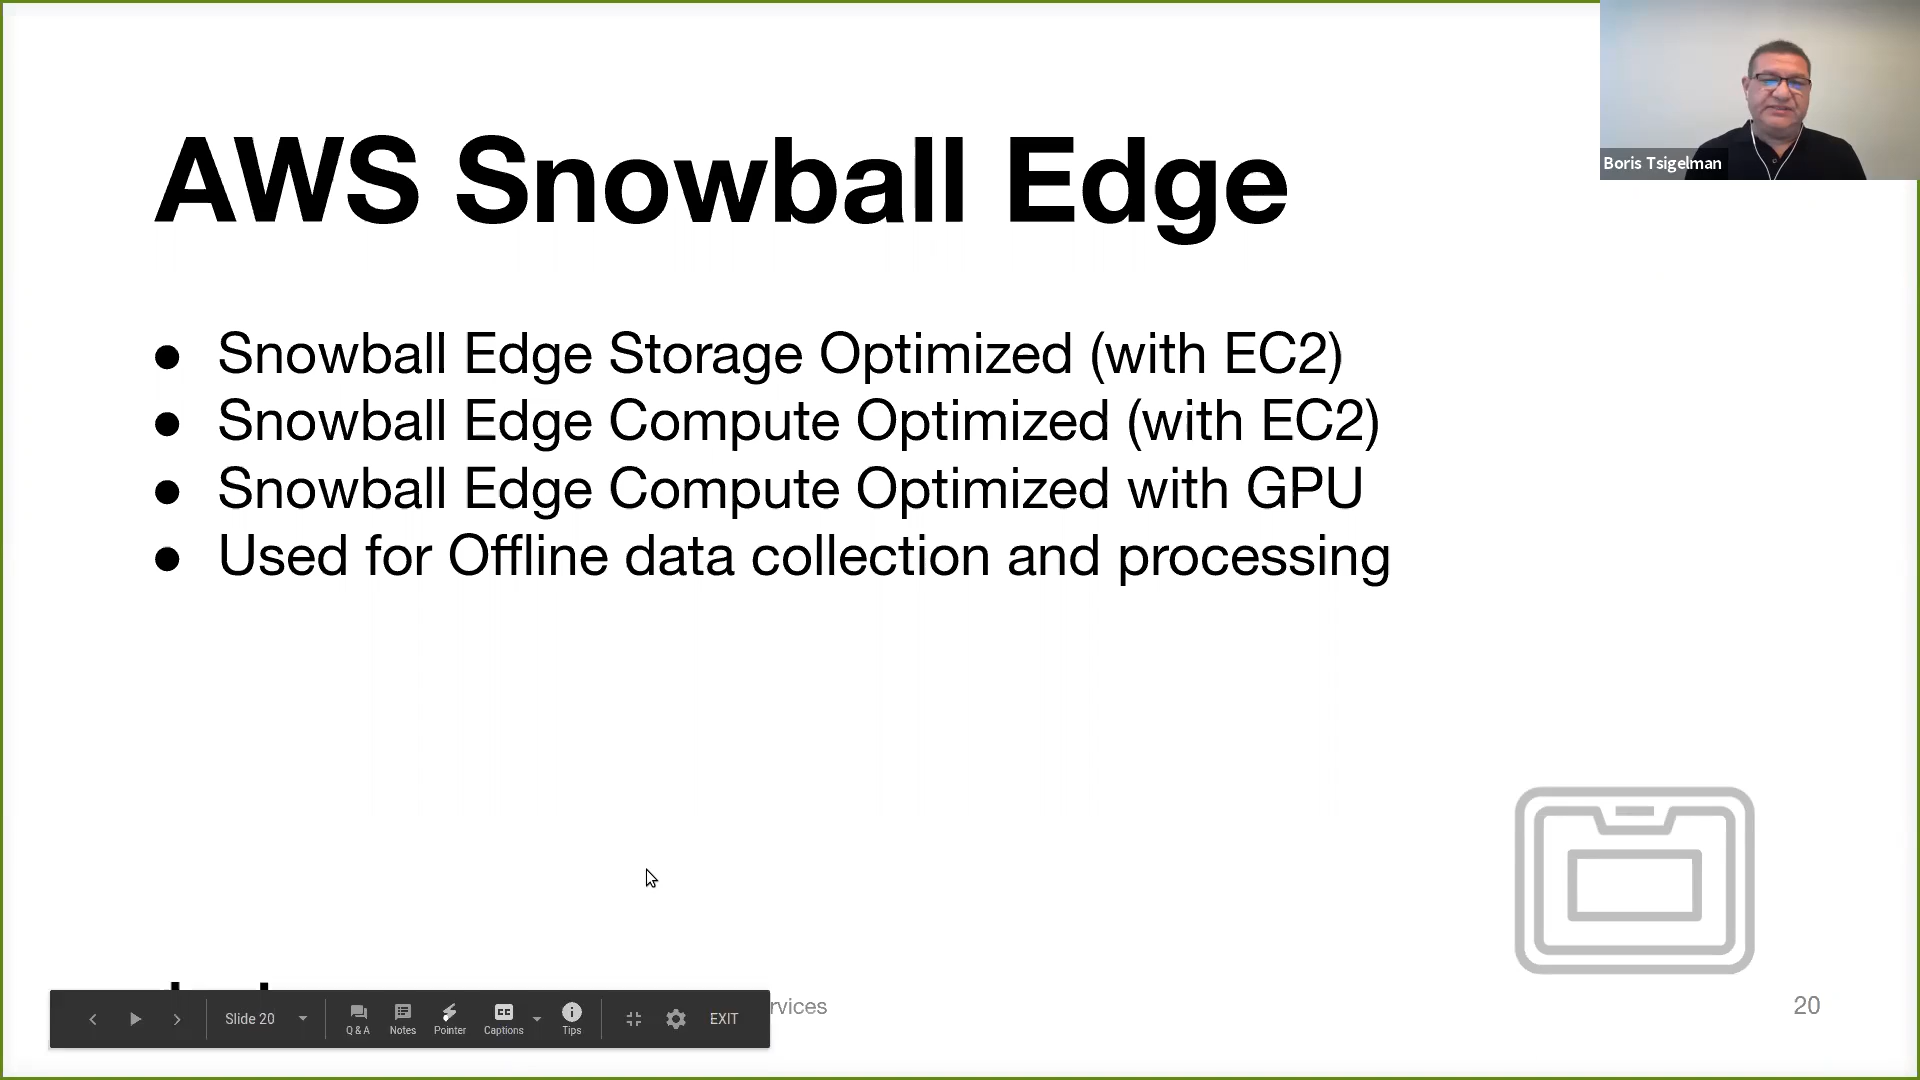 AWS Snowball Edge
Boris Tsigelman
● Snowball Edge Storage Optimized (with EC2)
● Snowball Edge Compute Optimized (with EC2)
● Snowball Edge Compute Optimized with GPU
● Used for Offline data collection and processing
rvices
20
Slide 20
Q & A
Notes
Pointer
CC
Captions
Tips
EXIT